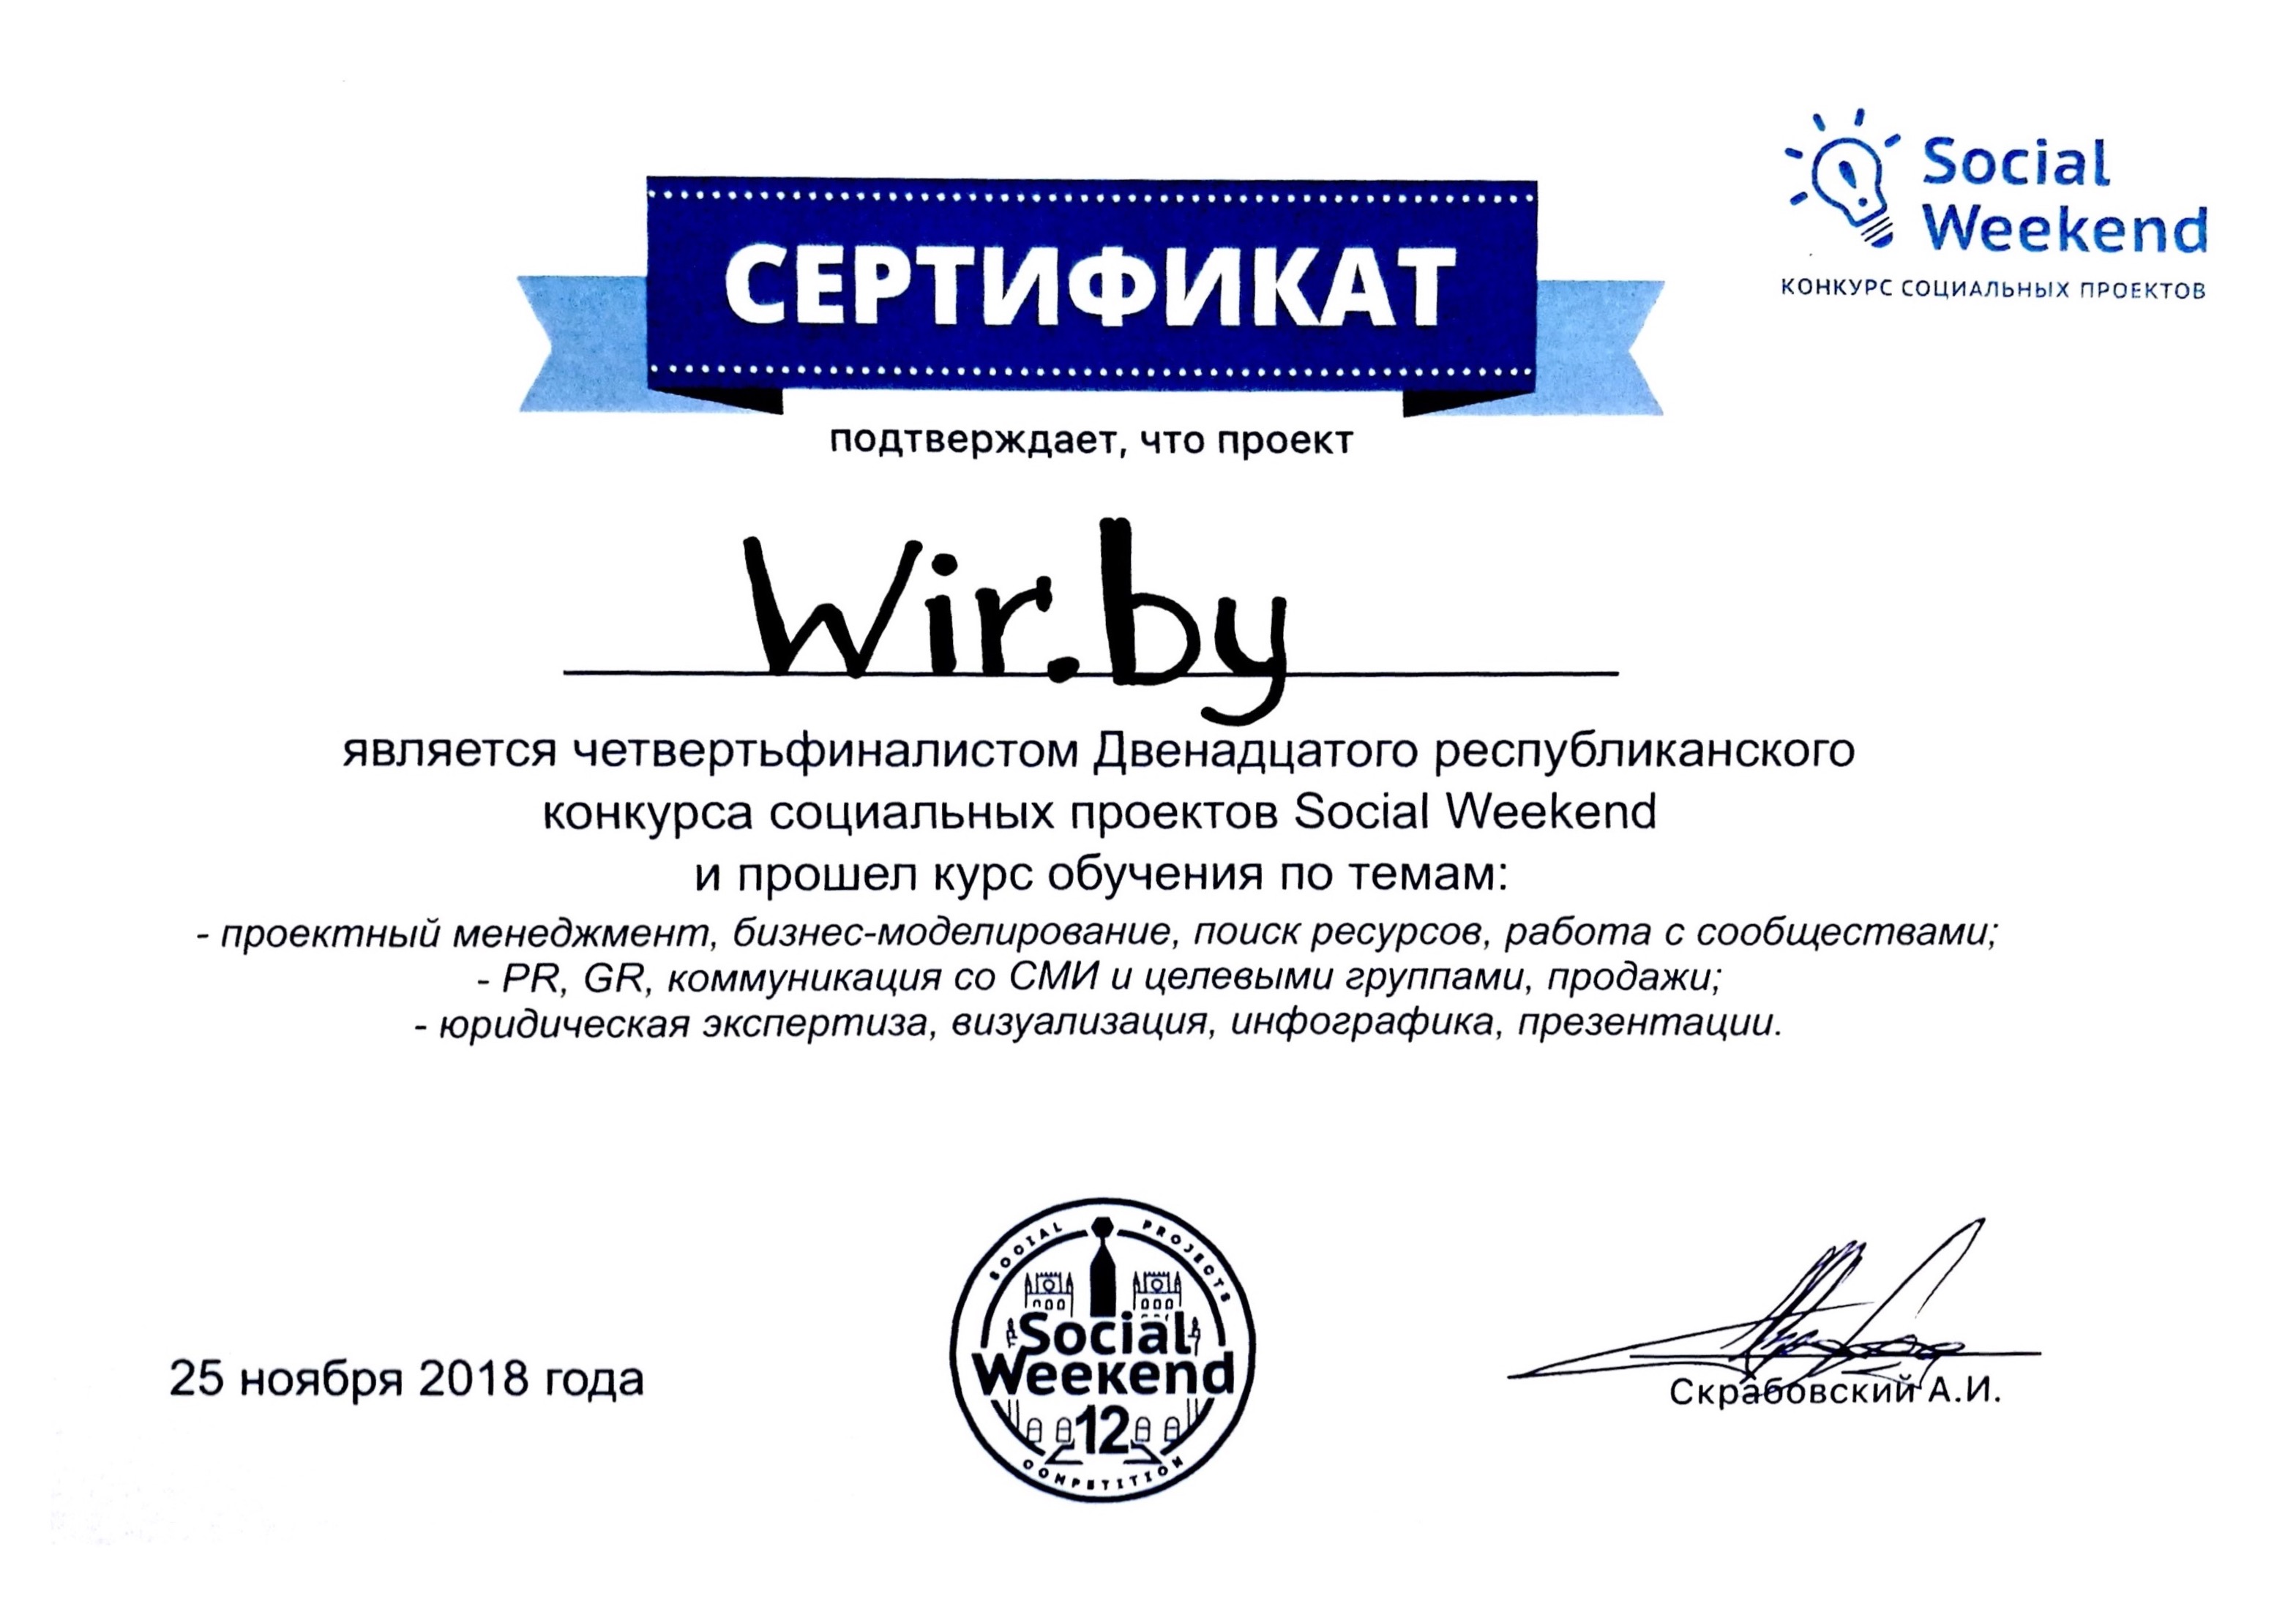 Social
Weekend
КОНКУРС СОЦИАЛЬНЫХ ПРОЕКТОВ
СЕРТИФИКАТ
подтверждает, что проект
Wir.by
является четвертьфиналистом Двенадцатого республиканского
конкурса социальных проектов Social Weekend
и прошел курс обучения по темам:
- проектный менеджмент, бизнес-моделирование, поиск ресурсов, работа с сообществами;
- PR, GR, коммуникация со СМИ и целевыми группами, продажи;
- юридическая экспертиза, визуализация, инфографика, презентации.
25 ноября 2018 года
SOCIAL PROJECTS
Social
Weekend
12
COMPETITION
Скрабовский А.И.